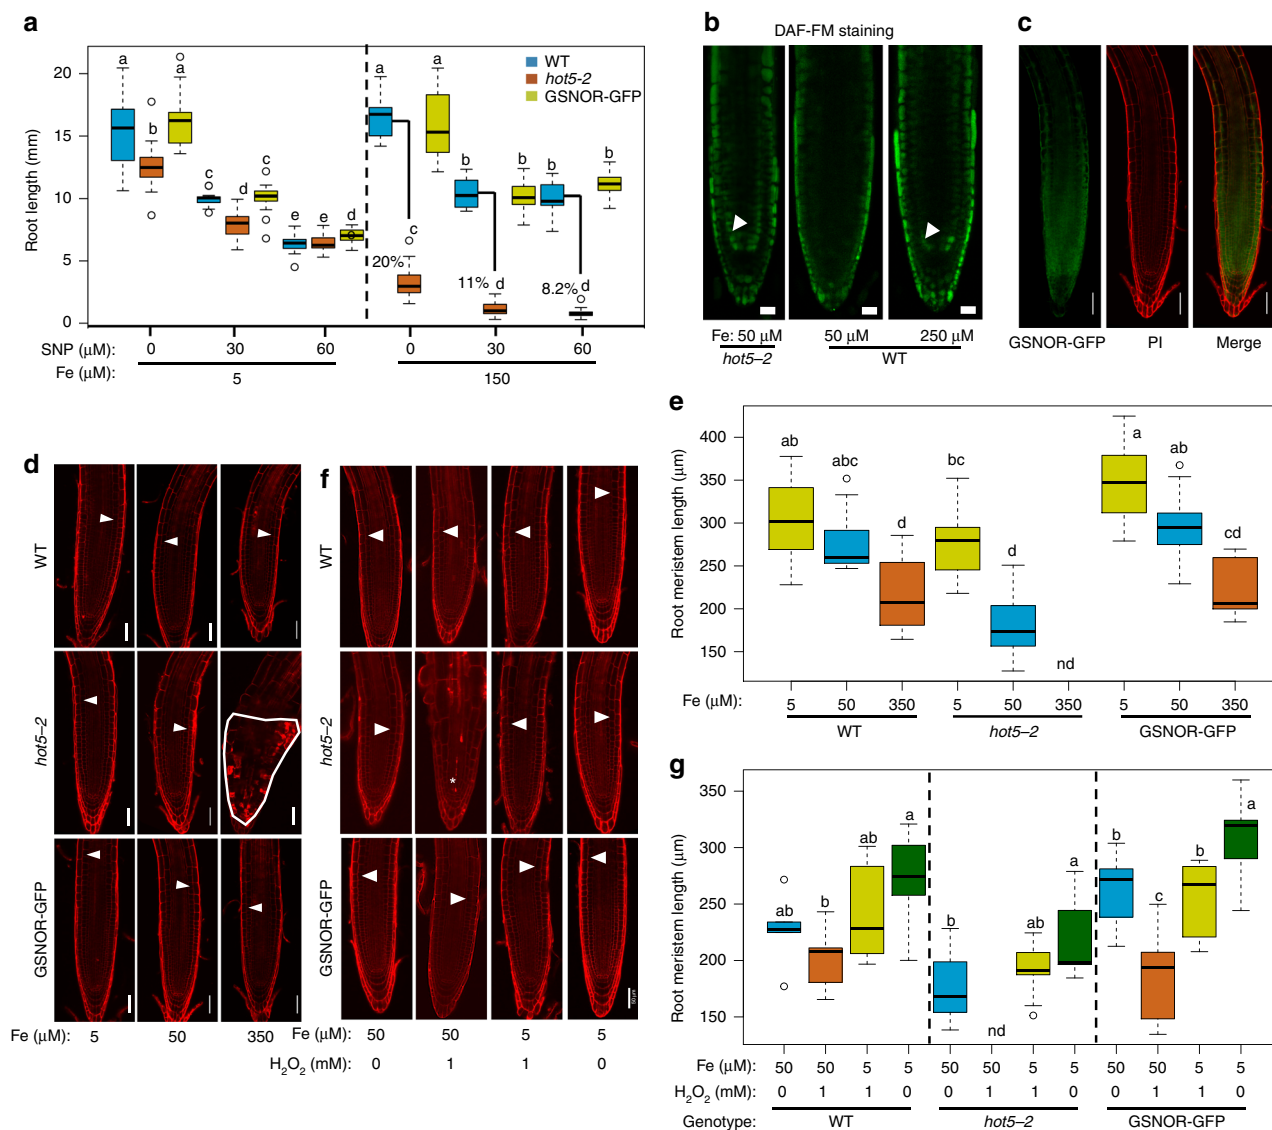 a
Root length (mm)
20
15
10
5
0
WT
hot5-2
GSNOR-GFP
a
b
a
c
d
c
e
e
d
a
c
a
b
d
b
b
d
b
20%
11%
8.2%
SNP (μM): 0 30 60 0 30 60
Fe (μM): 5 150
b
DAF-FM staining
Fe: 50 μM 50 μM 250 μM
hot5–2 WT
c
GSNOR-GFP PI Merge
d
WT
hot5–2
GSNOR-GFP
Fe (μM): 5 50 350
f
WT
hot5–2
*
GSNOR-GFP
50 μm
Fe (μM): 50 50 5 5
H2O2 (mM): 0 1 1 0
e
Root meristem length (μm)
400
350
300
250
200
150
ab
abc
d
bc
d
nd
a
ab
cd
Fe (μM): 5 50 350 5 50 350 5 50 350
WT hot5–2 GSNOR-GFP
g
Root meristem length (μm)
350
300
250
200
150
ab
b
ab
a
b
nd
ab
a
b
c
b
a
Fe (μM): 50 50 5 5 50 50 5 5 50 50 5 5
H2O2 (mM): 0 1 1 0 0 1 1 0 0 1 1 0
Genotype: WT hot5–2 GSNOR-GFP